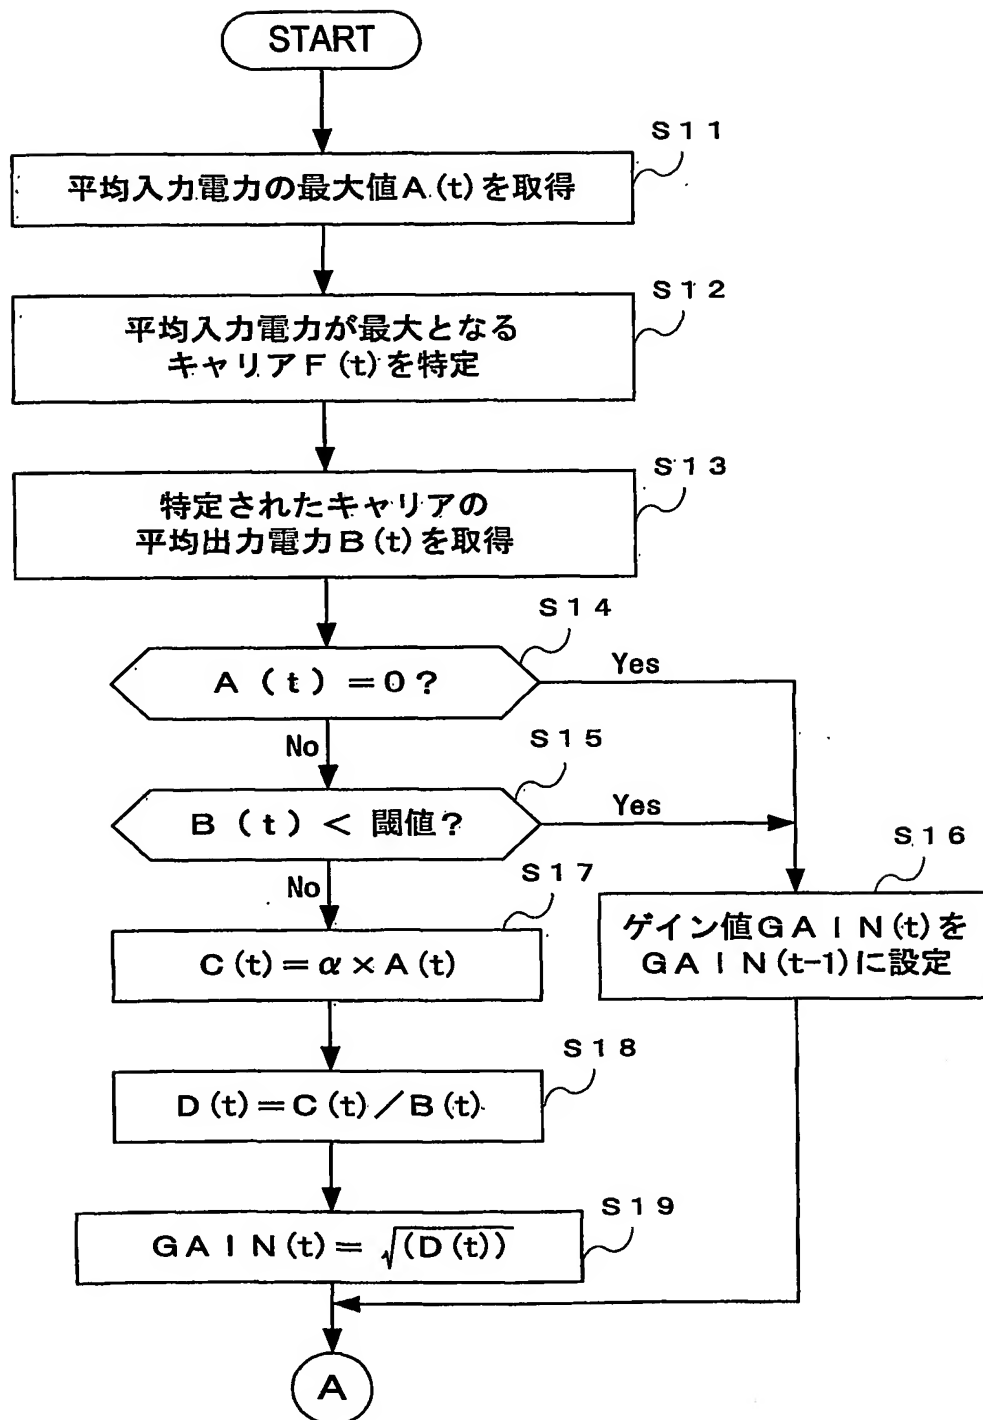 START
S11
平均入力電力の最大値A(t)を取得
S12
平均入力電力が最大となる
キャリアF(t)を特定
S13
特定されたキャリアの
平均出力電力B(t)を取得
S14
A(t)=0?
Yes
No
S15
B(t)< 閾値?
Yes
No
S16
ゲイン値GAIN(t)を
GAIN(t-1)に設定
S17
C(t)=α×A(t)
S18
D(t)=C(t)/B(t)
S19
GAIN(t)=√(D(t))
A